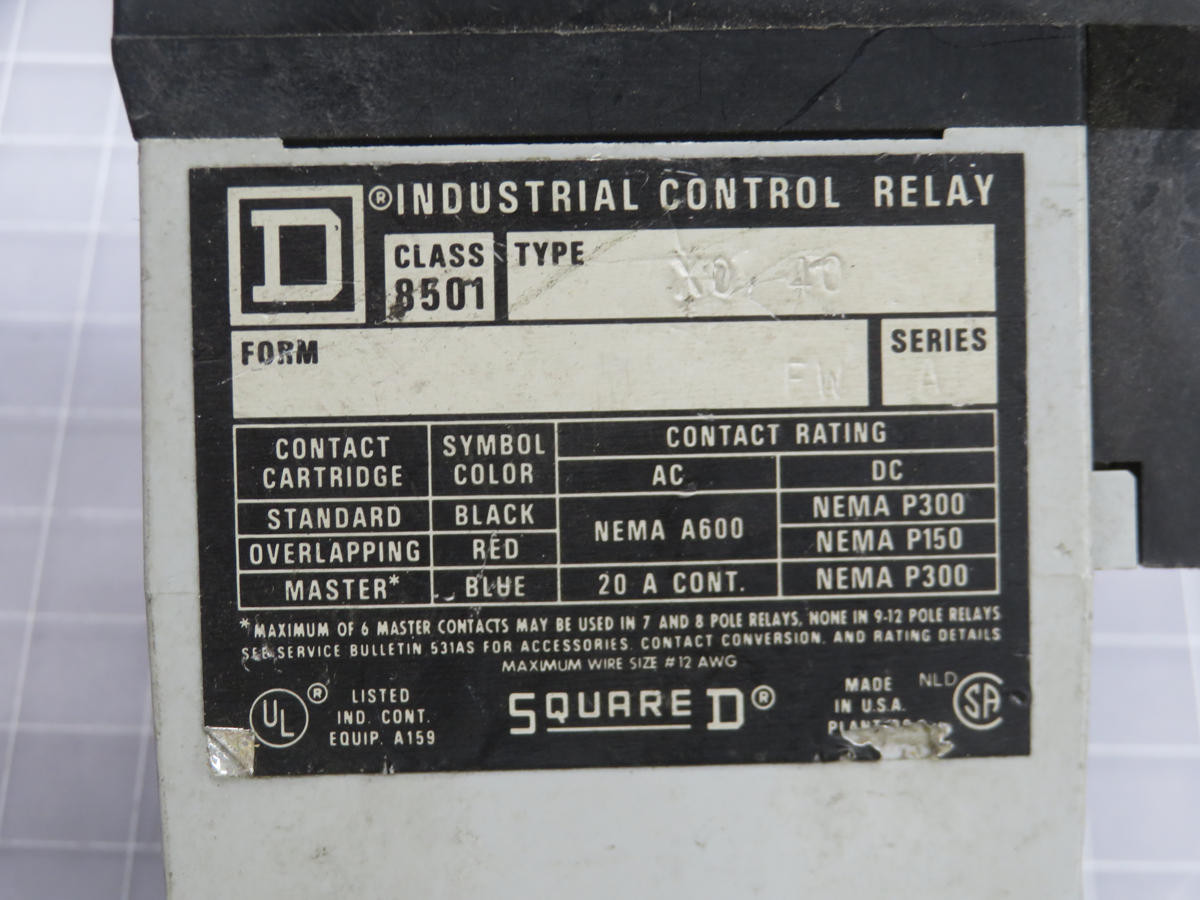 D
® INDUSTRIAL CONTROL RELAY
CLASS 8501
TYPE XO 40
FORM FW
SERIES A
CONTACT CARTRIDGE
SYMBOL COLOR
CONTACT RATING
AC
DC
STANDARD
BLACK
NEMA A600
NEMA P300
OVERLAPPING
RED
NEMA P150
MASTER*
BLUE
20 A CONT.
NEMA P300
*MAXIMUM OF 6 MASTER CONTACTS MAY BE USED IN 7 AND 8 POLE RELAYS, NONE IN 9-12 POLE RELAYS
SEE SERVICE BULLETIN 531AS FOR ACCESSORIES, CONTACT CONVERSION, AND RATING DETAILS
MAXIMUM WIRE SIZE #12 AWG
UL ®
LISTED
IND. CONT.
EQUIP. A159
SQUARE D ®
MADE
IN U.S.A.
PLANT
NLD
SA